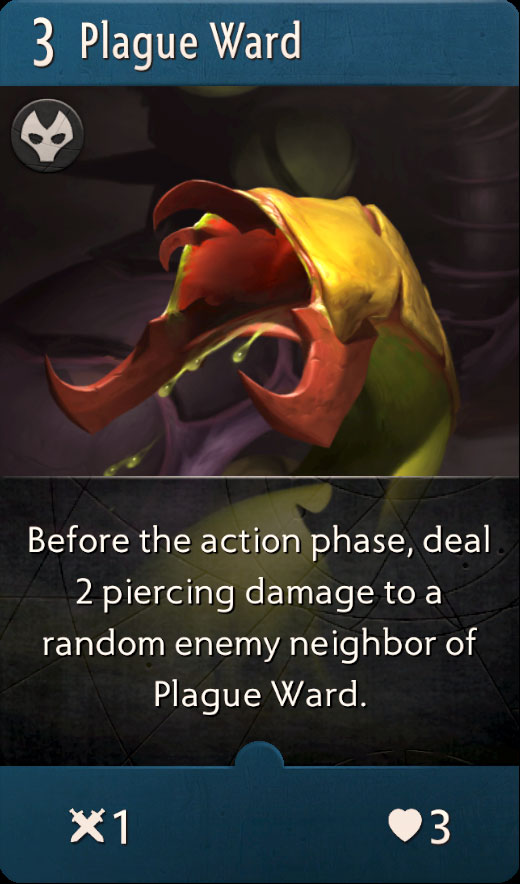 3 Plague Ward
Before the action phase, deal
2 piercing damage to a
random enemy neighbor of
Plague Ward.
1 3